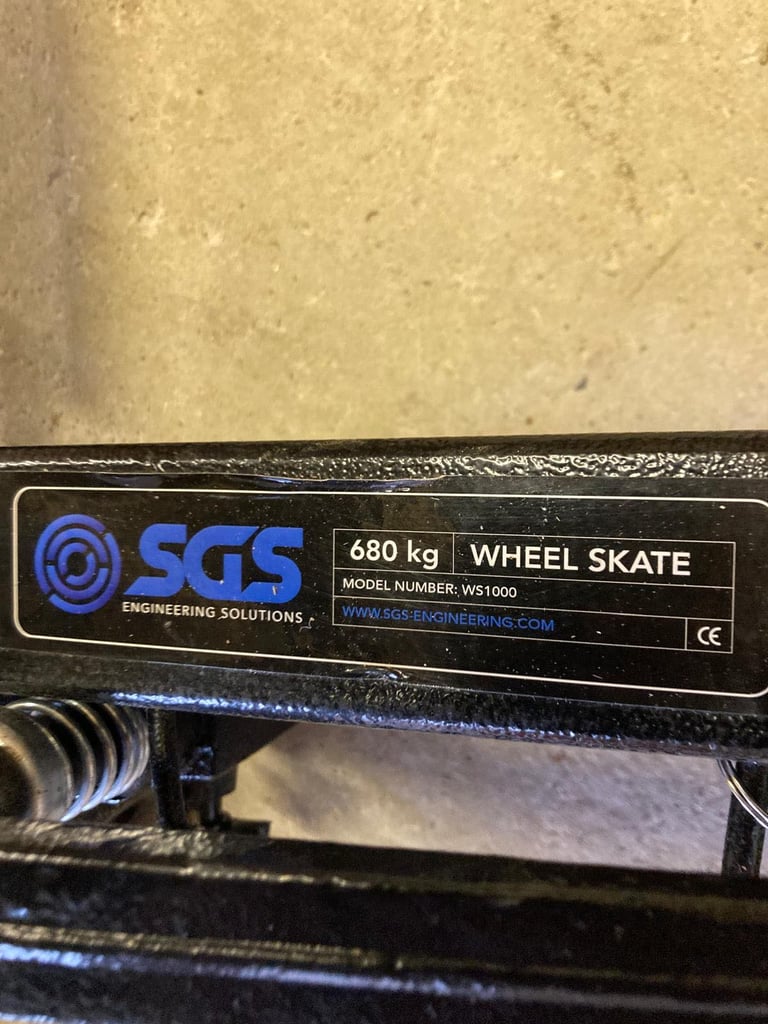 SGS
ENGINEERING SOLUTIONS
680 kg WHEEL SKATE
MODEL NUMBER: WS1000
WWW.SGS-ENGINEERING.COM
CE